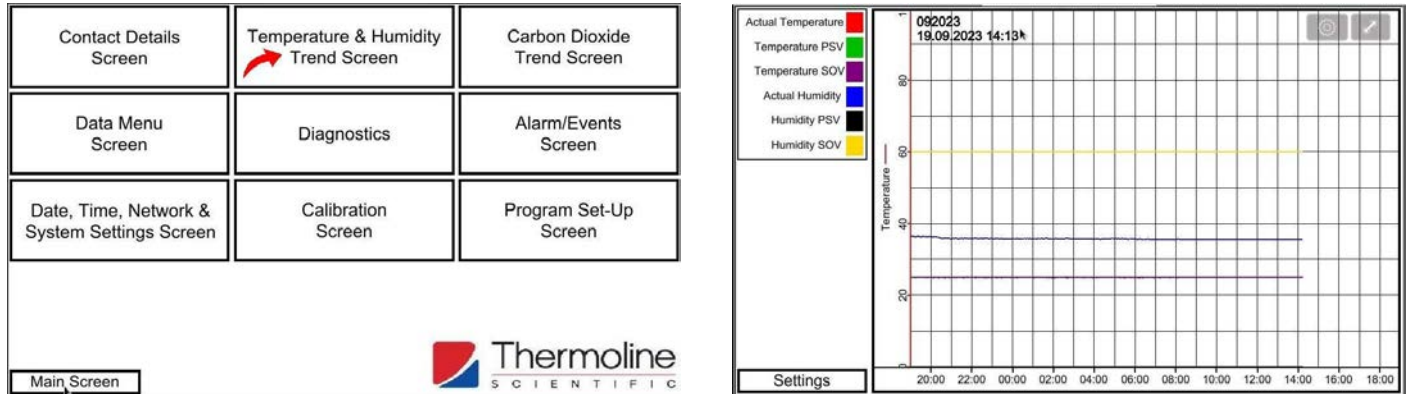 Contact Details
Screen
Temperature & Humidity
Trend Screen
Carbon Dioxide
Trend Screen
Data Menu
Screen
Diagnostics
Alarm/Events
Screen
Date, Time, Network &
System Settings Screen
Calibration
Screen
Program Set-Up
Screen
Thermoline
SCIENTIFIC
Main Screen
Actual Temperature
Temperature PSV
Temperature SOV
Actual Humidity
Humidity PSV
Humidity SOV
Settings
092023
19.09.2023 14:13
1
80
60
40
20
0
Temperature
20:00 22:00 00:00 02:00 04:00 06:00 08:00 10:00 12:00 14:00 16:00 18:00